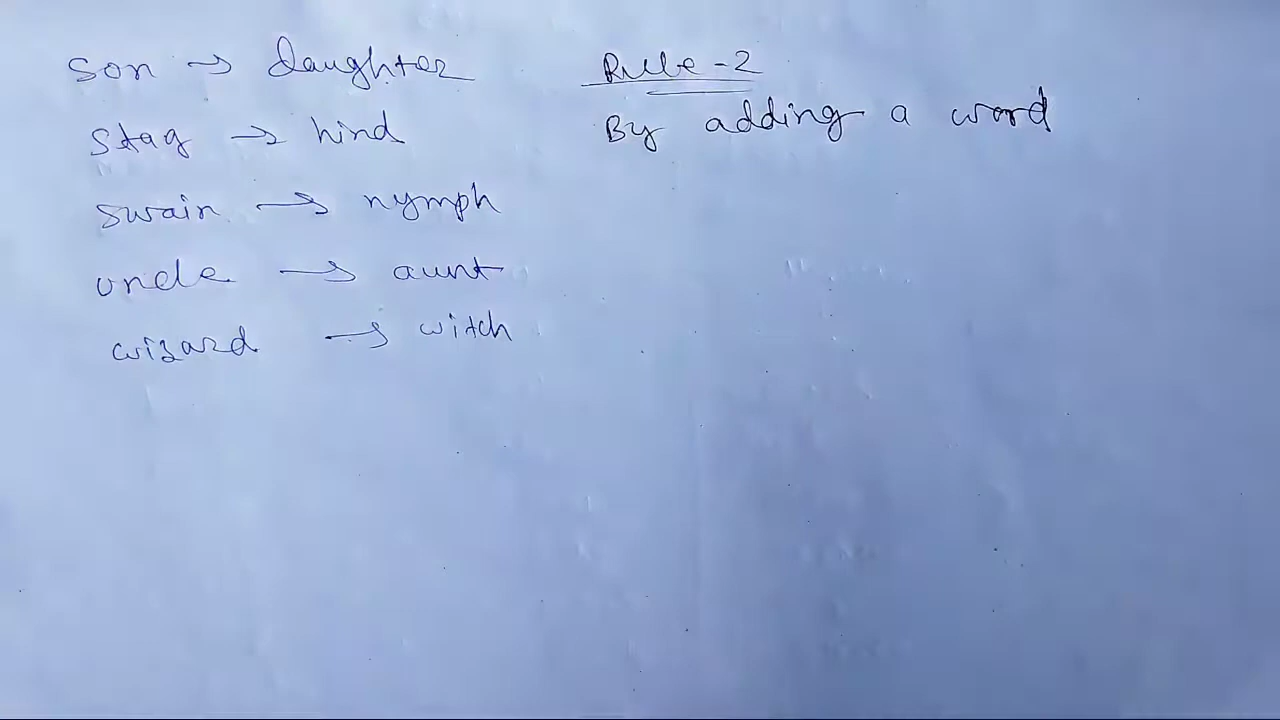 son → daughter
stag → hind
swain → nymph
uncle → aunt
wizard → witch
Rule-2
By adding a word